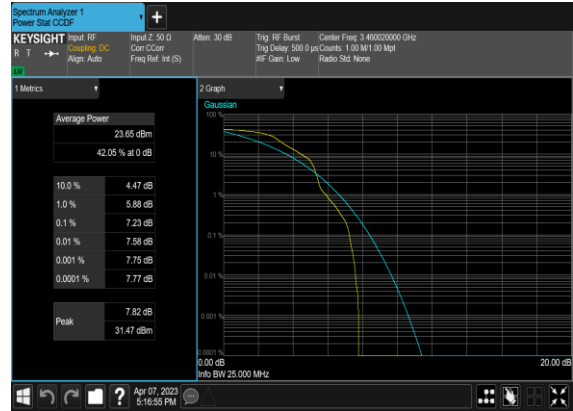 Spectrum Analyzer 1
Power Stat CCDF
KEYSIGHT
R T
LM
Input: RF
Coupling: DC
Align: Auto
Input Z: 50 Ω
Corr CCorr
Freq Ref: Int (S)
Atten: 30 dB
Trig: RF Burst
Trig Delay: 500.0 µs
#IF Gain: Low
Center Freq: 3.460020000 GHz
Counts: 1.00 M/1.00 Mpt
Radio Std: None
1 Metrics
Average Power
23.65 dBm
42.05 % at 0 dB
10.0 % 4.47 dB
1.0 % 5.88 dB
0.1 % 7.23 dB
0.01 % 7.58 dB
0.001 % 7.75 dB
0.0001 % 7.77 dB
Peak
7.82 dB
31.47 dBm
2 Graph
Gaussian
100 %
10 %
1 %
0.1 %
0.01 %
0.001 %
0.0001 %
0.00 dB 20.00 dB
Info BW 25.000 MHz
?
Apr 07, 2023
5:16:55 PM